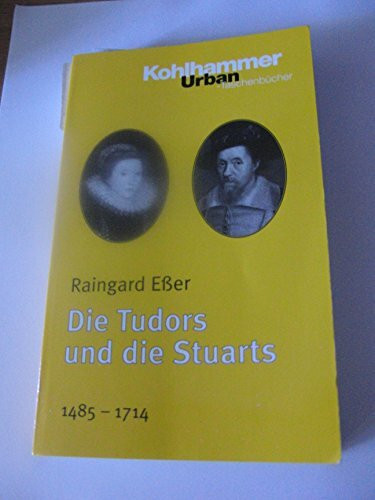 Kohlhammer
Urban
-Taschenbücher
Raingard Eßer
Die Tudors
und die Stuarts
1485 – 1714